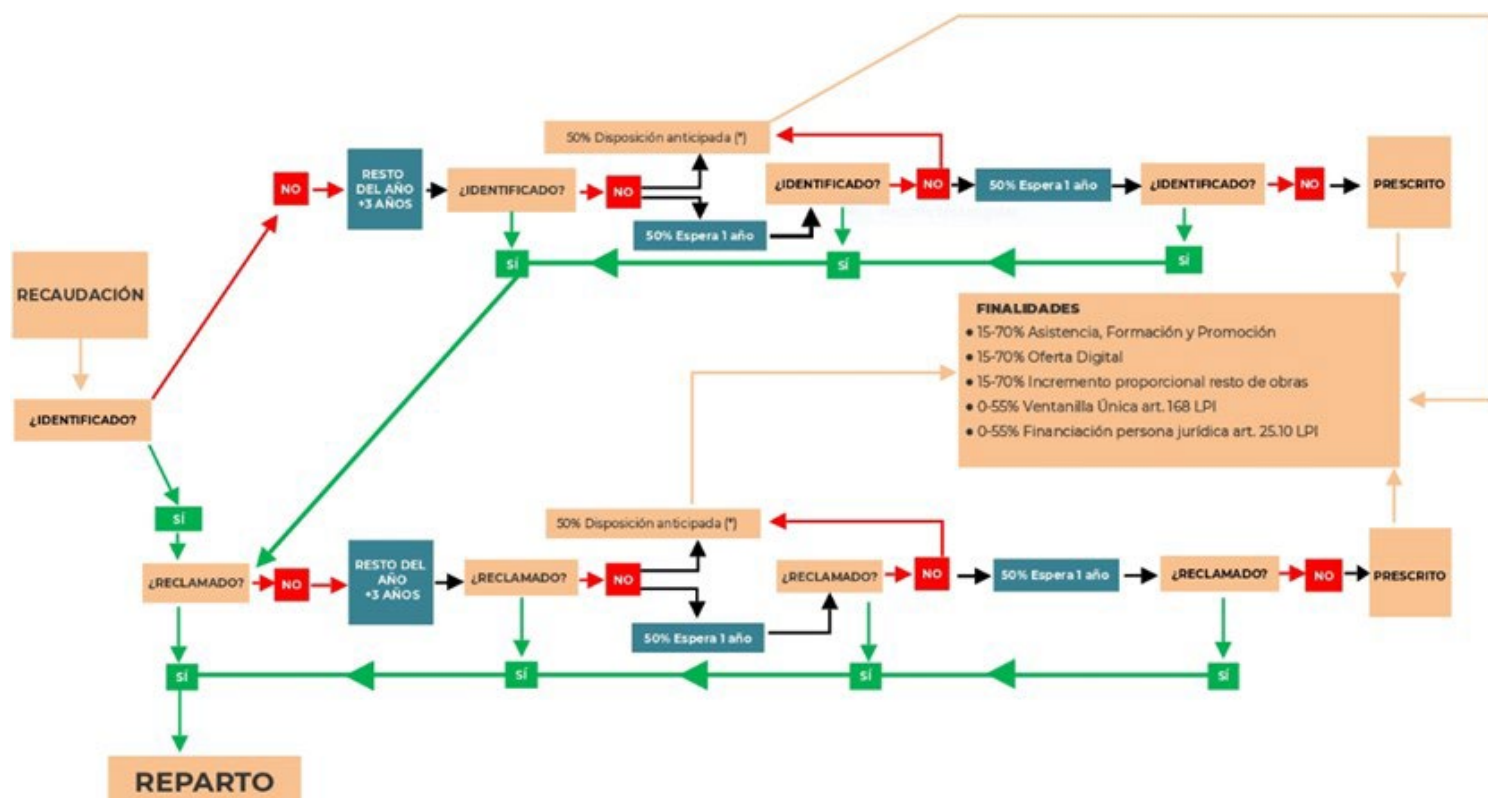 50% Disposición anticipada (*)
NO
RESTO
DEL AÑO
+3 AÑOS
¿IDENTIFICADO?
NO
50% Espera 1 año
¿IDENTIFICADO?
NO
50% Espera 1 año
¿IDENTIFICADO?
NO
PRESCRITO
SÍ
SÍ
SÍ
RECAUDACIÓN
¿IDENTIFICADO?
FINALIDADES
• 15-70% Asistencia, Formación y Promoción
• 15-70% Oferta Digital
• 15-70% Incremento proporcional resto de obras
• 0-55% Ventanilla Única art. 168 LPI
• 0-55% Financiación persona jurídica art. 25.10 LPI
SÍ
50% Disposición anticipada (*)
¿RECLAMADO?
NO
RESTO DEL
AÑO
+3 AÑOS
¿RECLAMADO?
NO
50% Espera 1 año
¿RECLAMADO?
NO
50% Espera 1 año
¿RECLAMADO?
NO
PRESCRITO
SÍ
SÍ
SÍ
SÍ
REPARTO